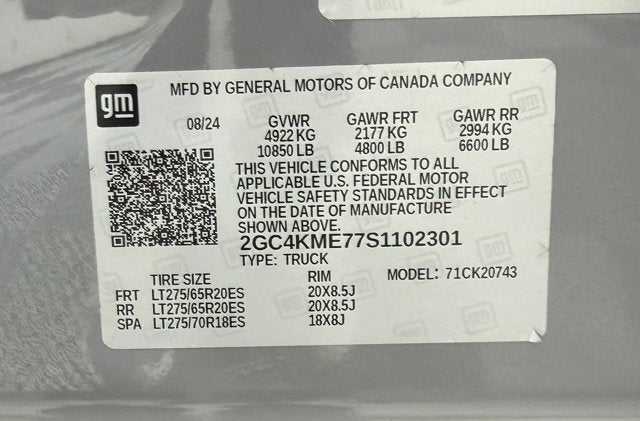 MFD BY GENERAL MOTORS OF CANADA COMPANY
gm
08/24 GVWR GAWR FRT GAWR RR
4922 KG 2177 KG 2994 KG
10850 LB 4800 LB 6600 LB
THIS VEHICLE CONFORMS TO ALL
APPLICABLE U.S. FEDERAL MOTOR
VEHICLE SAFETY STANDARDS IN EFFECT
ON THE DATE OF MANUFACTURE
SHOWN ABOVE.
2GC4KME77S1102301
TYPE: TRUCK MODEL: 71CK20743
TIRE SIZE RIM
FRT LT275/65R20ES 20X8.5J
RR LT275/65R20ES 20X8.5J
SPA LT275/70R18ES 18X8J